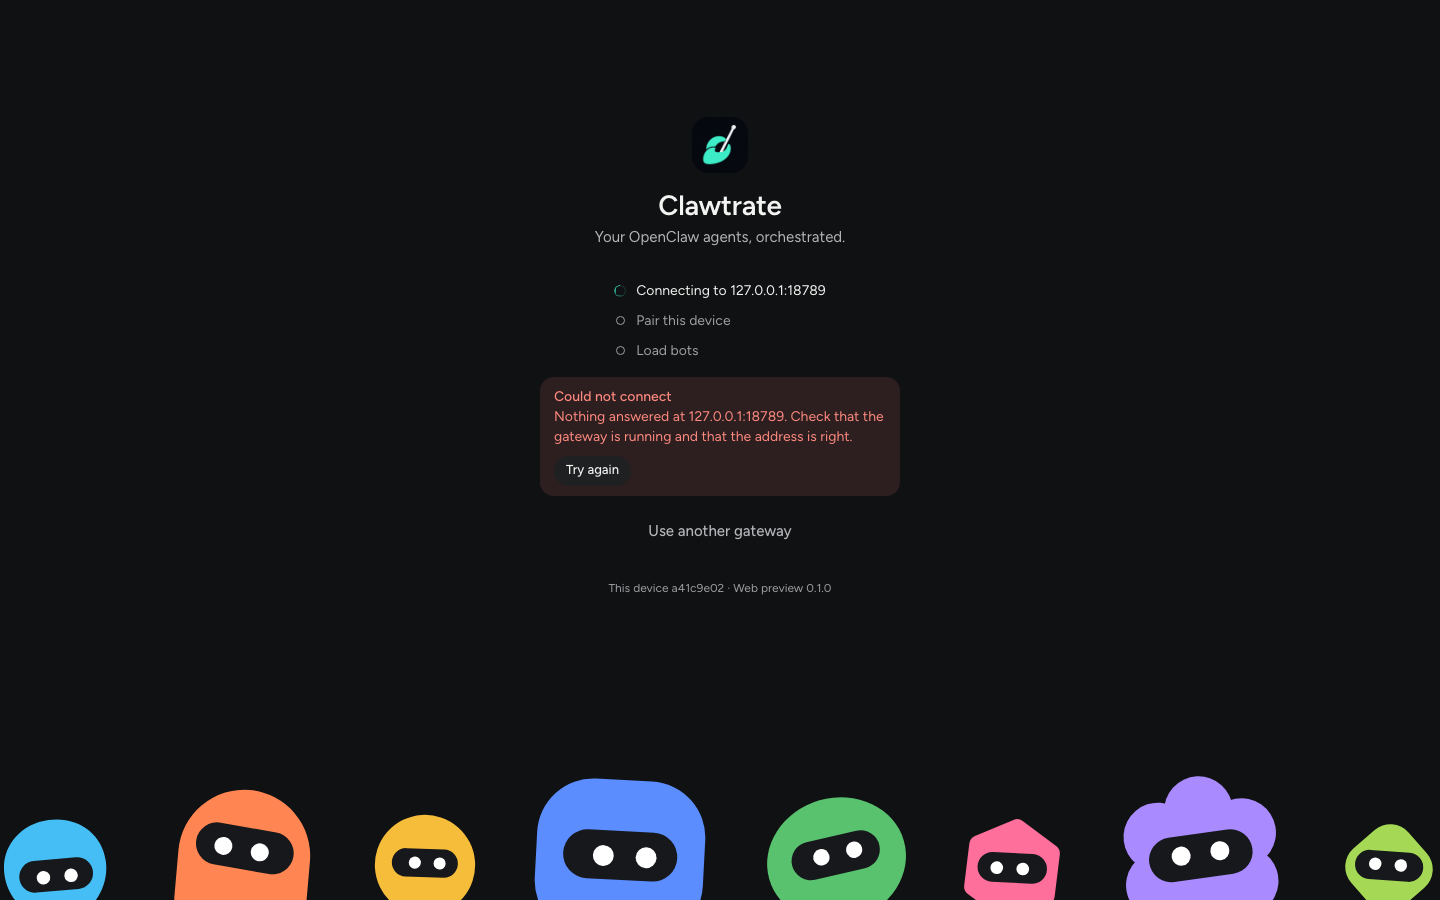 Clawtrate
Your OpenClaw agents, orchestrated.
Connecting to 127.0.0.1:18789
Pair this device
Load bots
Could not connect
Nothing answered at 127.0.0.1:18789. Check that the
gateway is running and that the address is right.
Try again
Use another gateway
This device a41c9e02 · Web preview 0.1.0